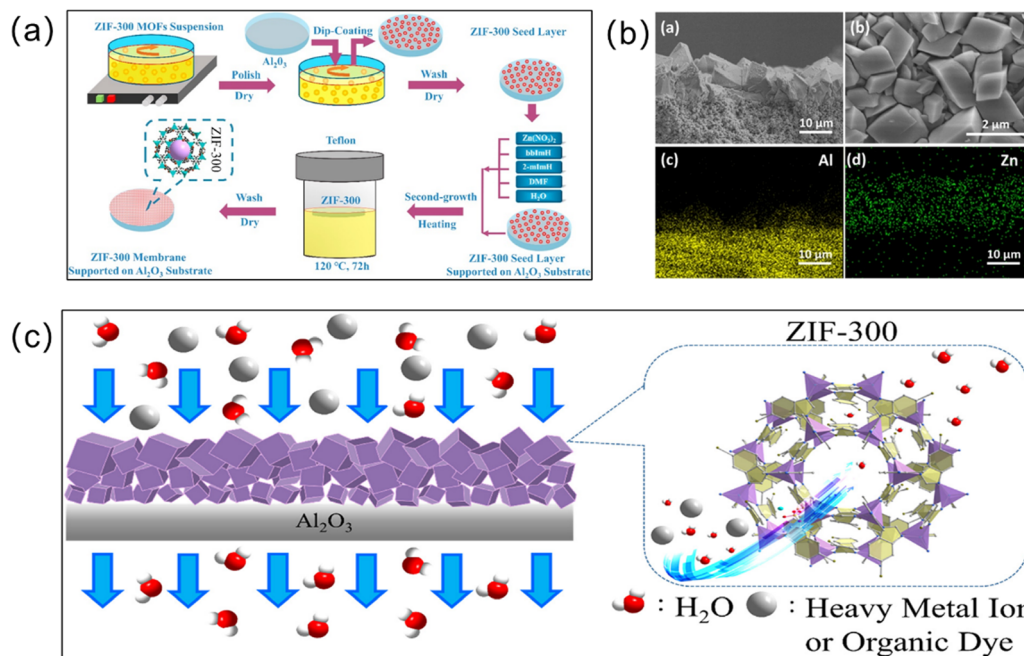 (a)
ZIF-300 MOFs Suspension
Dip-Coating
ZIF-300 Seed Layer
Al₂O₃
Polish
Dry
Wash
Dry
ZIF-300
Teflon
ZIF-300
Zn(NO₃)₂
bbImH
2-mImH
DMF
H₂O
Wash
Dry
Second-growth
Heating
ZIF-300 Membrane
Supported on Al₂O₃ Substrate
120 °C, 72h
ZIF-300 Seed Layer
Supported on Al₂O₃ Substrate
(b)
(a)
10 μm
(b)
2 μm
(c)
Al
10 μm
(d)
Zn
10 μm
(c)
Al₂O₃
ZIF-300
: H₂O
: Heavy Metal Ion
or Organic Dye